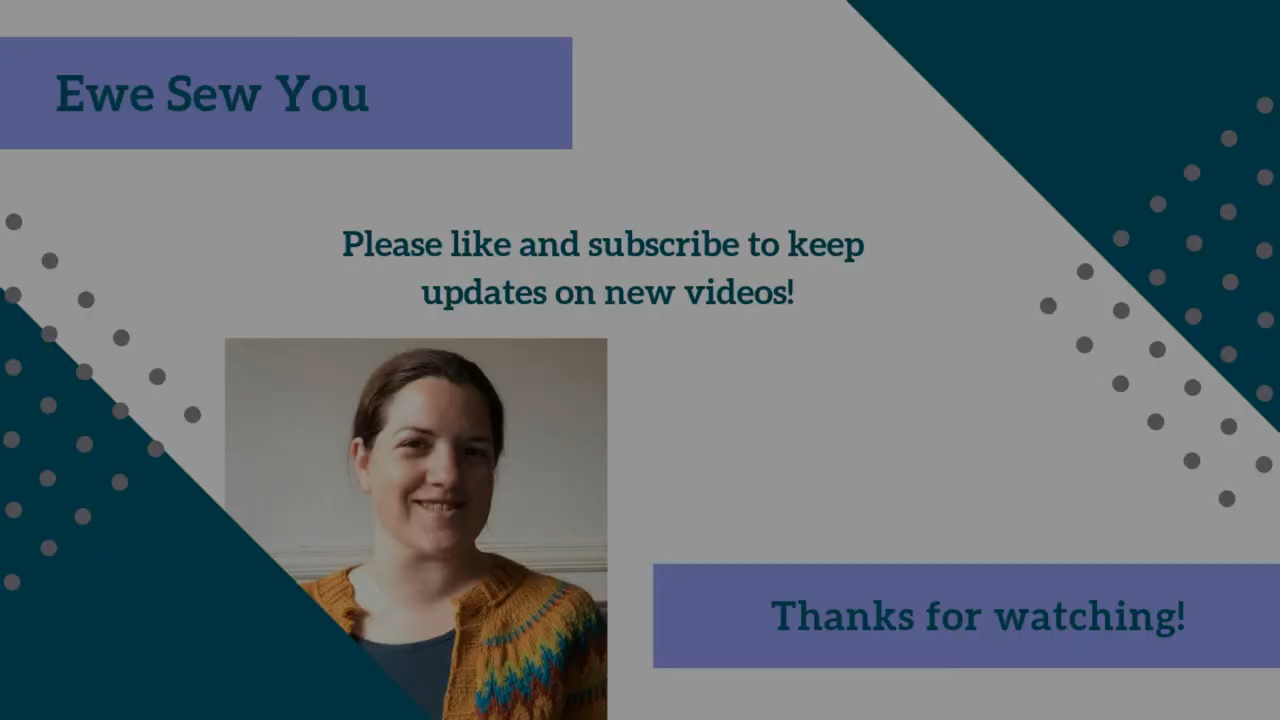 Ewe Sew You
Please like and subscribe to keep
updates on new videos!
Thanks for watching!